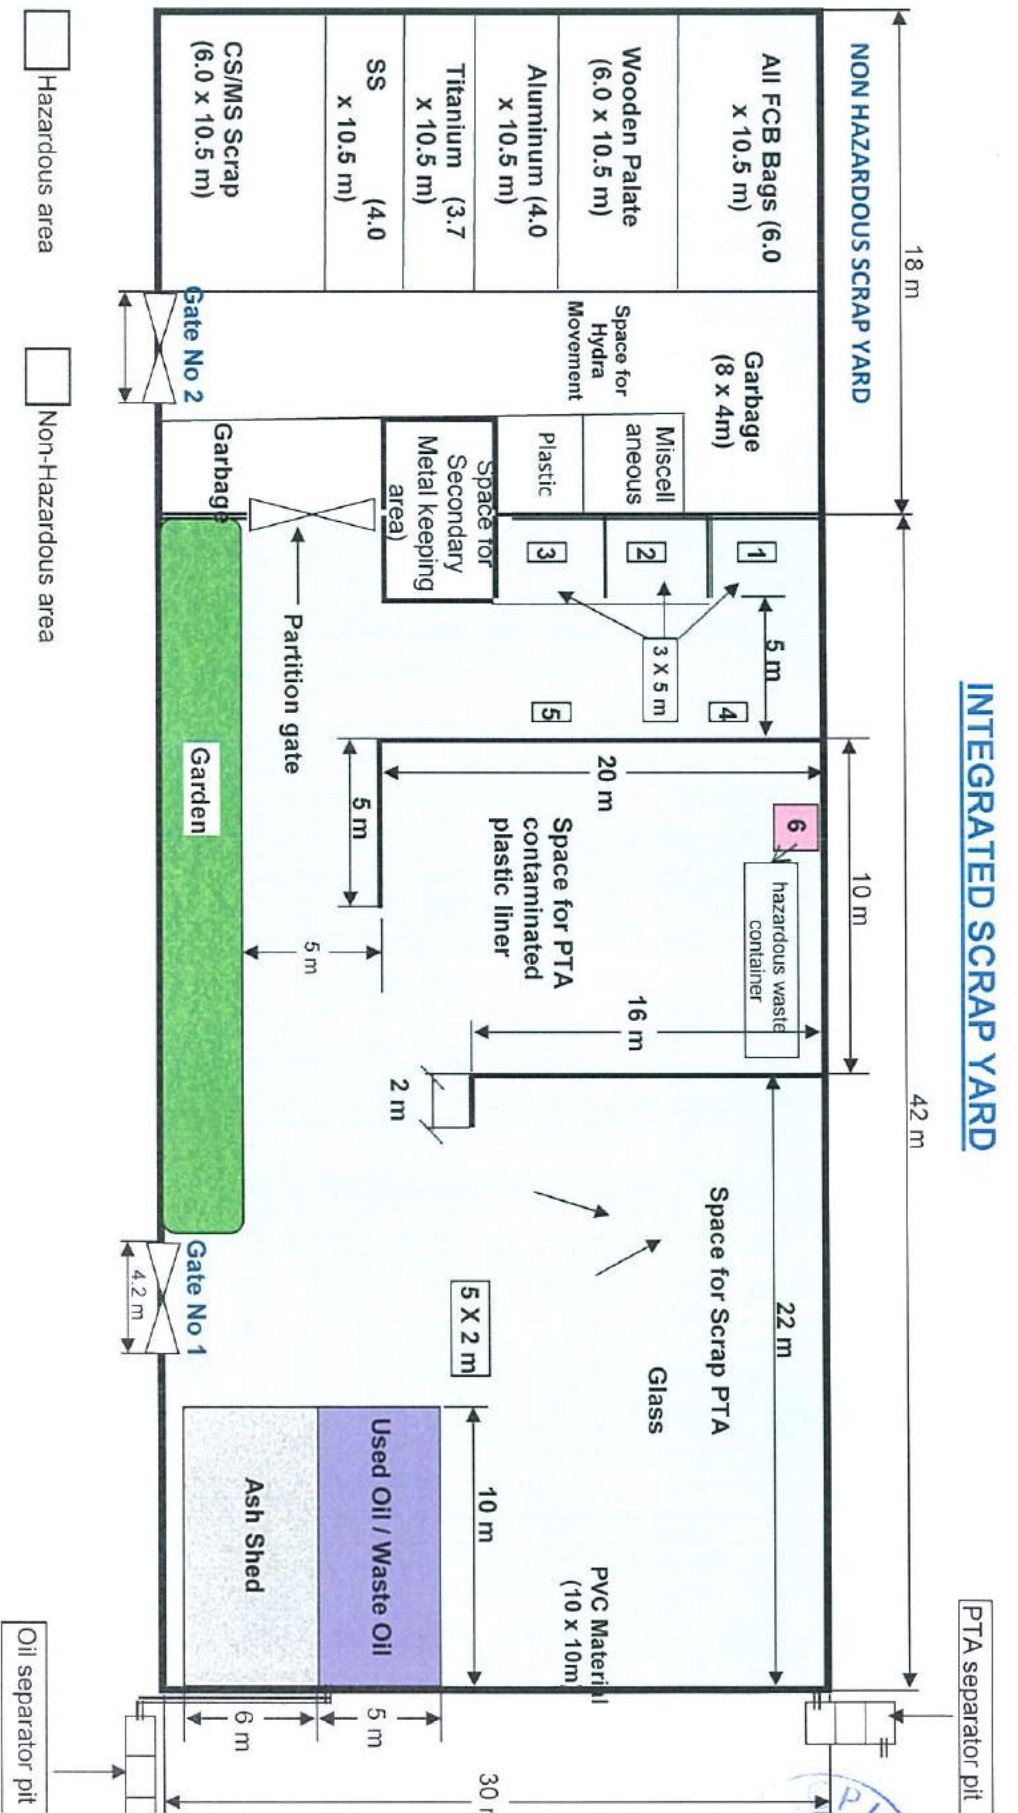 INTEGRATED SCRAP YARD
PTA separator pit
NON HAZARDOUS SCRAP YARD
18 m
42 m
All FCB Bags (6.0
x 10.5 m)
Wooden Palate
(6.0 x 10.5 m)
Aluminum (4.0
x 10.5 m)
Titanium (3.7
x 10.5 m)
SS (4.0
x 10.5 m)
CS/MS Scrap
(6.0 x 10.5 m)
Garbage
(8 x 4m)
Space for
Hydra
Movement
Miscell
aneous
Plastic
Space for
Secondary
Metal keeping
area)
Garbage
Gate No 2
1
2
3
3 X 5 m
5 m
4
5
Partition gate
Garden
10 m
20 m
6
hazardous waste
container
Space for PTA
contaminated
plastic liner
16 m
5 m
5 m
2 m
22 m
Space for Scrap PTA
Glass
5 X 2 m
PVC Material
(10 x 10m
10 m
Used Oil / Waste Oil
Ash Shed
5 m
6 m
30
Gate No 1
4.2 m
Hazardous area
Non-Hazardous area
Oil separator pit